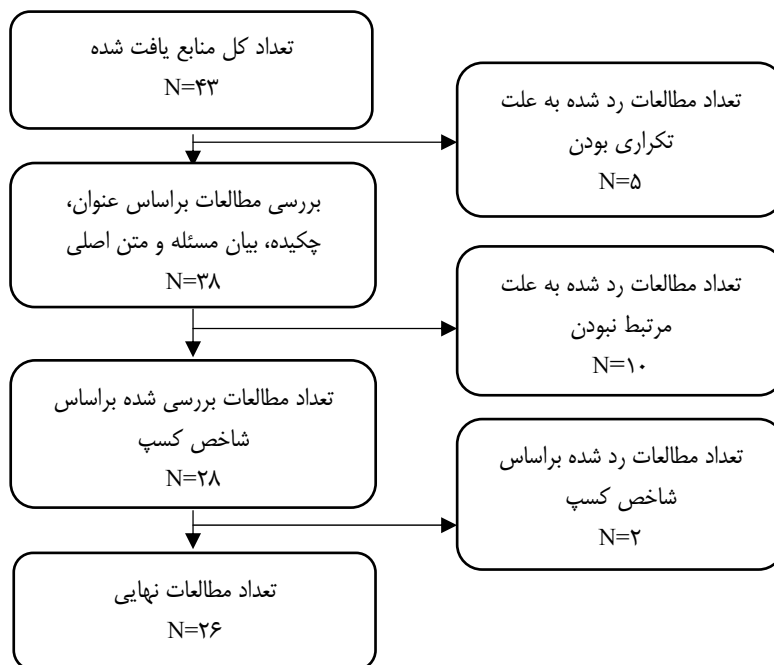 تعداد کل منابع یافت شده
N=۴۳
تعداد مطالعات رد شده به علت
تکراری بودن
N=۵
بررسی مطالعات براساس عنوان،
چکیده، بیان مسئله و متن اصلی
N=۳۸
تعداد مطالعات رد شده به علت
مرتبط نبودن
N=۱۰
تعداد مطالعات بررسی شده براساس
شاخص کسپ
N=۲۸
تعداد مطالعات رد شده براساس
شاخص کسپ
N=۲
تعداد مطالعات نهایی
N=۲۶